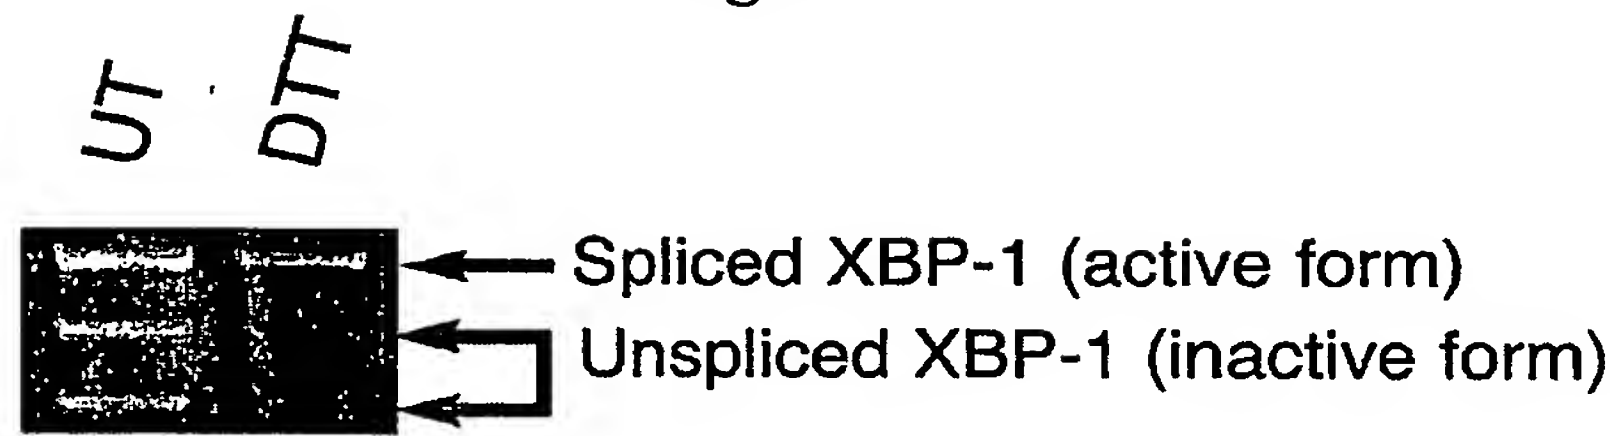 UT
DTT
Spliced XBP-1 (active form)
Unspliced XBP-1 (inactive form)